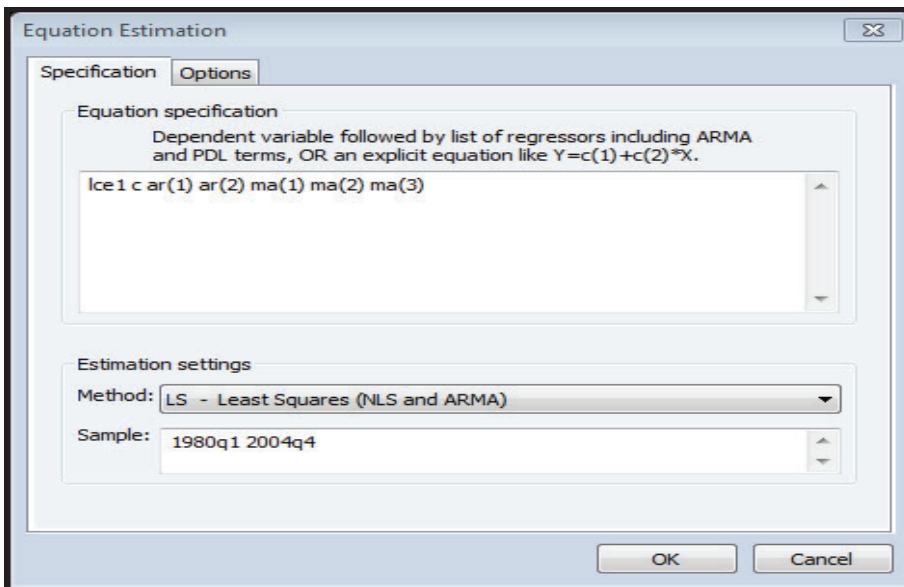 Equation Estimation
Specification Options
Equation specification
Dependent variable followed by list of regressors including ARMA
and PDL terms, OR an explicit equation like Y=c(1)+c(2)*X.
lce1 c ar(1) ar(2) ma(1) ma(2) ma(3)
Estimation settings
Method: LS - Least Squares (NLS and ARMA)
Sample: 1980q1 2004q4
OK Cancel